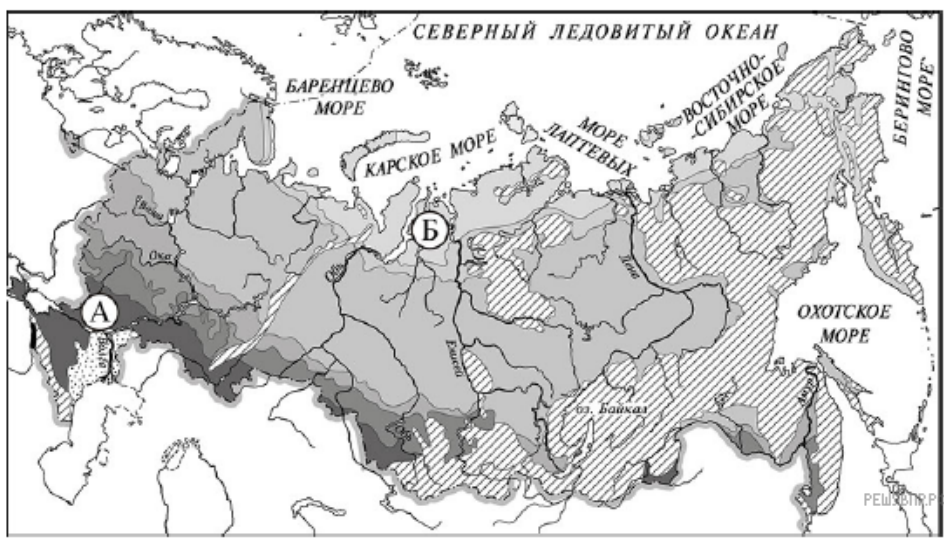 СЕВЕРНЫЙ ЛЕДОВИТЫЙ ОКЕАН
БАРЕНЦЕВО
МОРЕ
КАРСКОЕ МОРЕ
МОРЕ
ЛАПТЕВЫХ
ВОСТОЧНО-
-СИБИРСКОЕ
МОРЕ
БЕРИНГОВО
МОРЕ
Б
Волга
Ока
Обь
Лена
А
Волга
Енисей
ОХОТСКОЕ
МОРЕ
Амур
оз. Байкал
РЕШУВПР.РФ